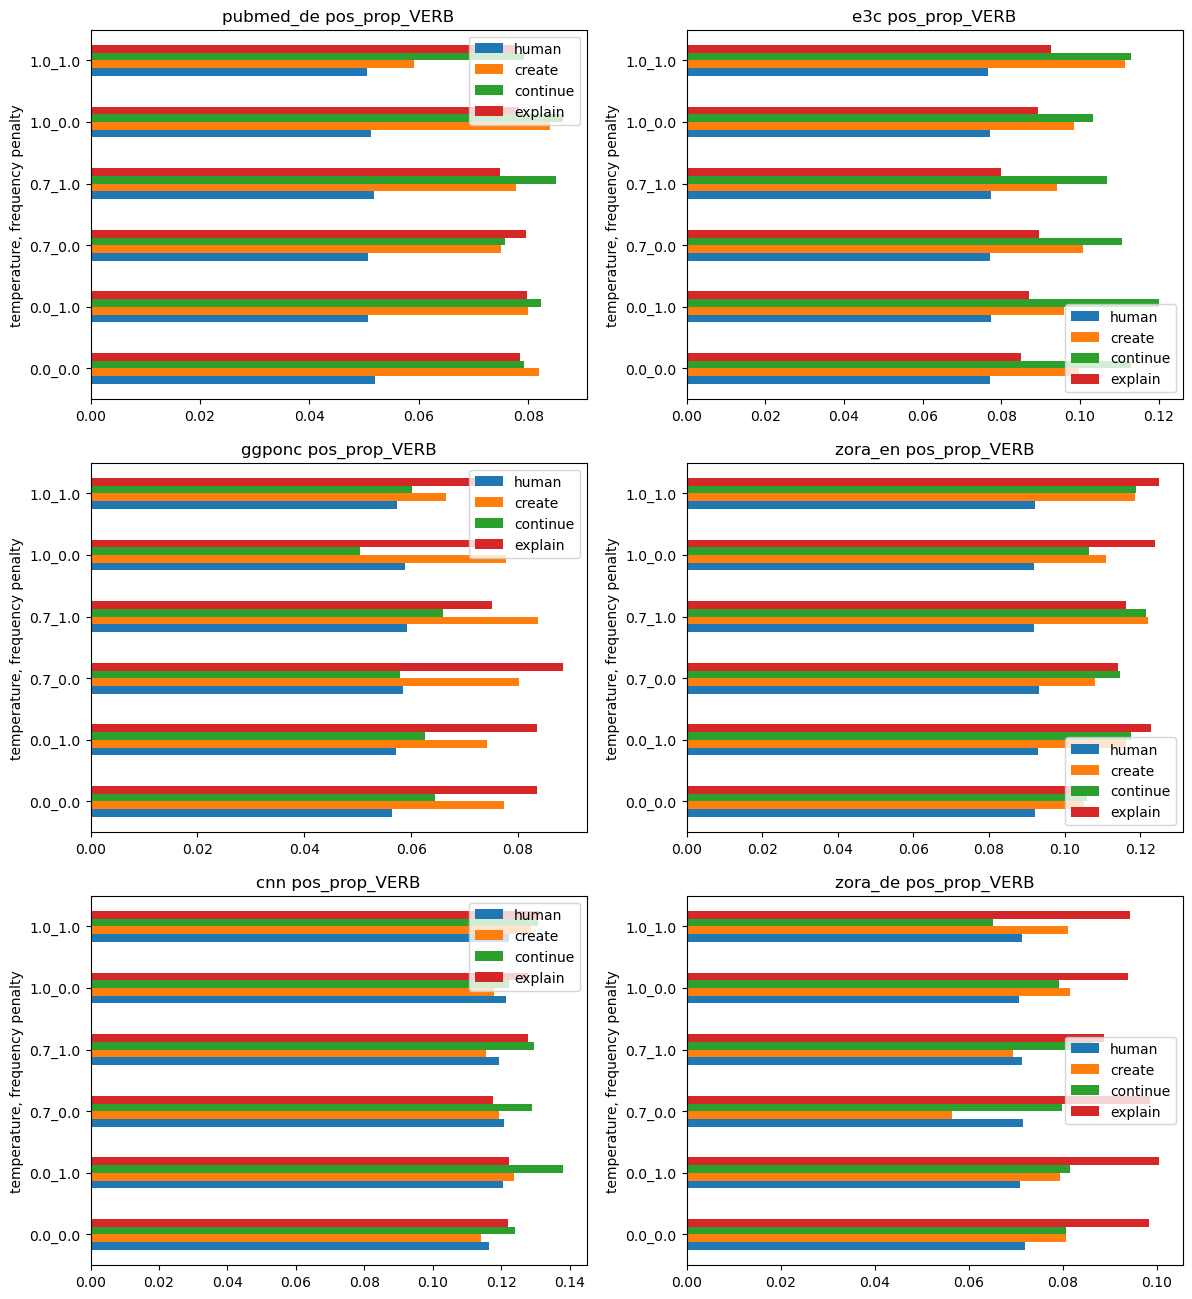 pubmed_de pos_prop_VERB
temperature, frequency penalty
1.0_1.0
1.0_0.0
0.7_1.0
0.7_0.0
0.0_1.0
0.0_0.0
0.00 0.02 0.04 0.06 0.08
human
create
continue
explain
e3c pos_prop_VERB
temperature, frequency penalty
1.0_1.0
1.0_0.0
0.7_1.0
0.7_0.0
0.0_1.0
0.0_0.0
0.00 0.02 0.04 0.06 0.08 0.10 0.12
human
create
continue
explain
ggponc pos_prop_VERB
temperature, frequency penalty
1.0_1.0
1.0_0.0
0.7_1.0
0.7_0.0
0.0_1.0
0.0_0.0
0.00 0.02 0.04 0.06 0.08
human
create
continue
explain
zora_en pos_prop_VERB
temperature, frequency penalty
1.0_1.0
1.0_0.0
0.7_1.0
0.7_0.0
0.0_1.0
0.0_0.0
0.00 0.02 0.04 0.06 0.08 0.10 0.12
human
create
continue
explain
cnn pos_prop_VERB
temperature, frequency penalty
1.0_1.0
1.0_0.0
0.7_1.0
0.7_0.0
0.0_1.0
0.0_0.0
0.00 0.02 0.04 0.06 0.08 0.10 0.12 0.14
human
create
continue
explain
zora_de pos_prop_VERB
temperature, frequency penalty
1.0_1.0
1.0_0.0
0.7_1.0
0.7_0.0
0.0_1.0
0.0_0.0
0.00 0.02 0.04 0.06 0.08 0.10
human
create
continue
explain